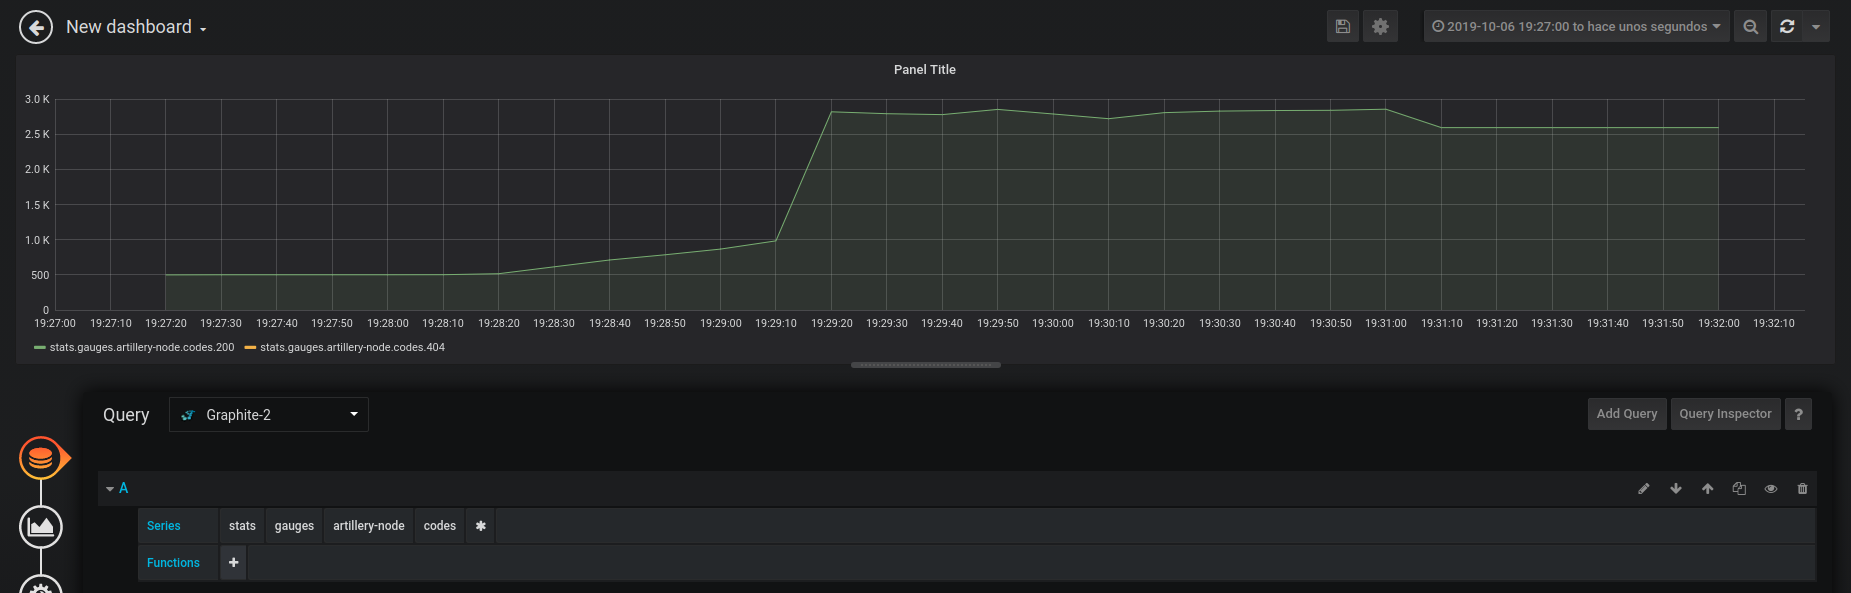 New dashboard
2019-10-06 19:27:00 to hace unos segundos
Panel Title
3.0 K
2.5 K
2.0 K
1.5 K
1.0 K
500
0
19:27:00 19:27:10 19:27:20 19:27:30 19:27:40 19:27:50 19:28:00 19:28:10 19:28:20 19:28:30 19:28:40 19:28:50 19:29:00 19:29:10 19:29:20 19:29:30 19:29:40 19:29:50 19:30:00 19:30:10 19:30:20 19:30:30 19:30:40 19:30:50 19:31:00 19:31:10 19:31:20 19:31:30 19:31:40 19:31:50 19:32:00 19:32:10
stats.gauges.artillery-node.codes.200 stats.gauges.artillery-node.codes.404
Query Graphite-2 Add Query Query Inspector ?
A
Series stats gauges artillery-node codes *
Functions +